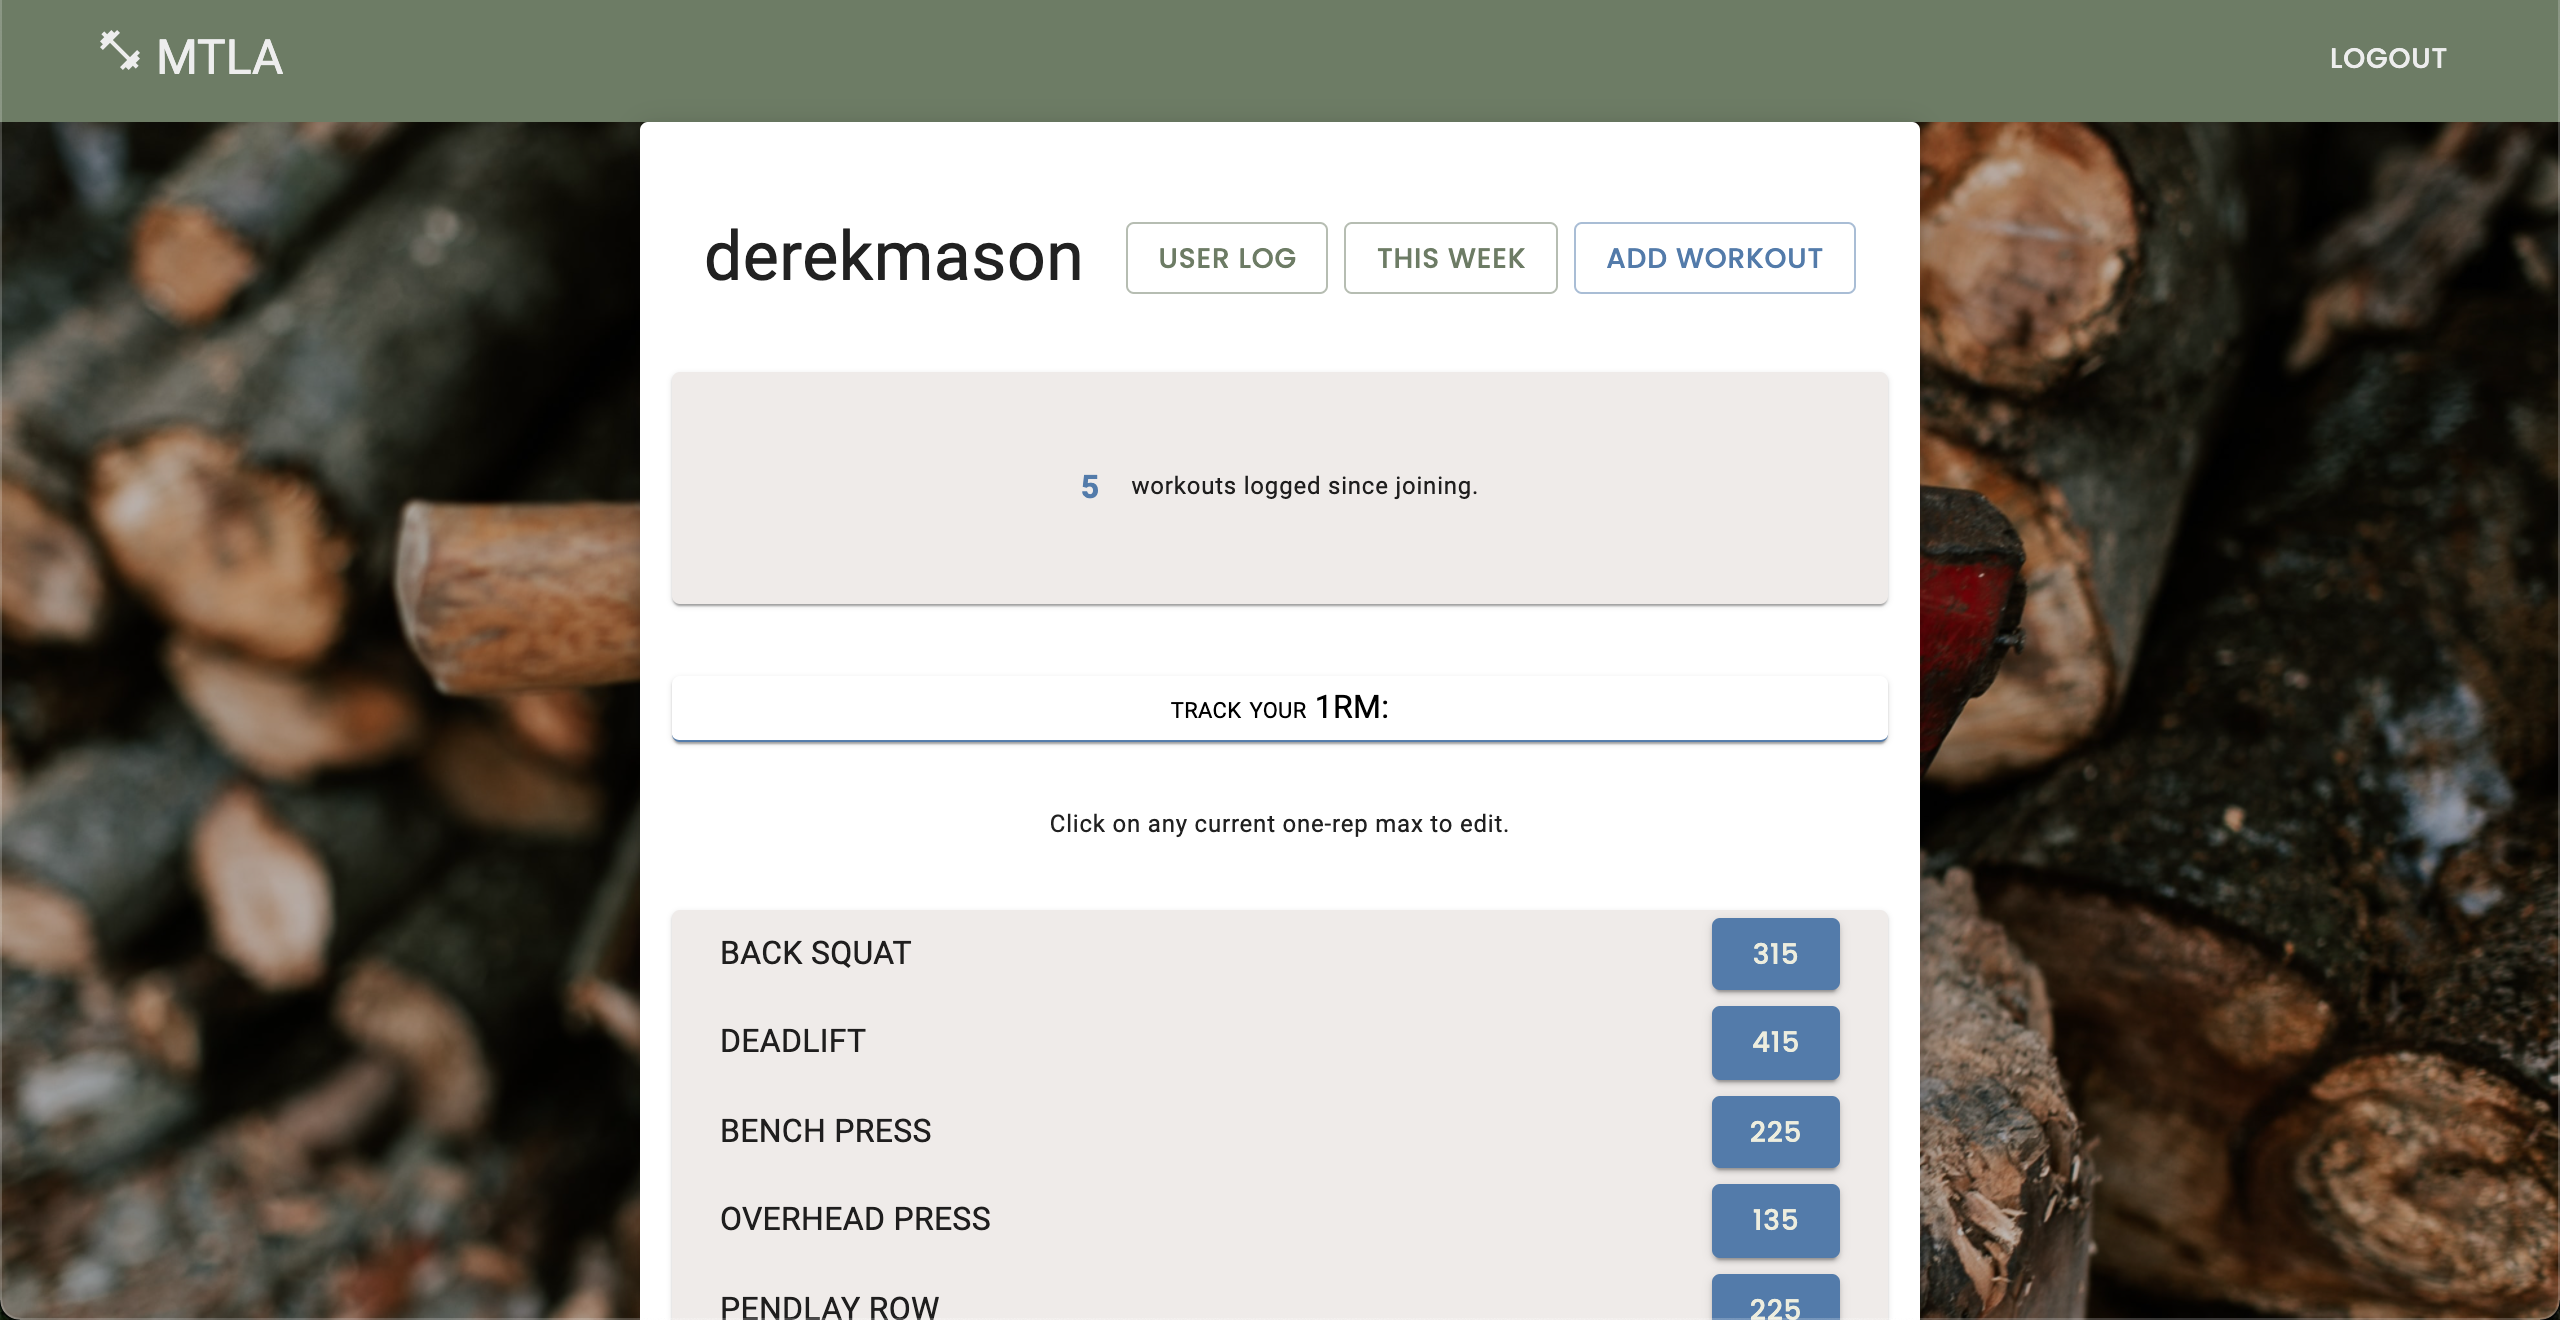 MTLA LOGOUT
derekmason USER LOG THIS WEEK ADD WORKOUT
5 workouts logged since joining.
TRACK YOUR 1RM:
Click on any current one-rep max to edit.
BACK SQUAT 315
DEADLIFT 415
BENCH PRESS 225
OVERHEAD PRESS 135
PENDLAY ROW 225